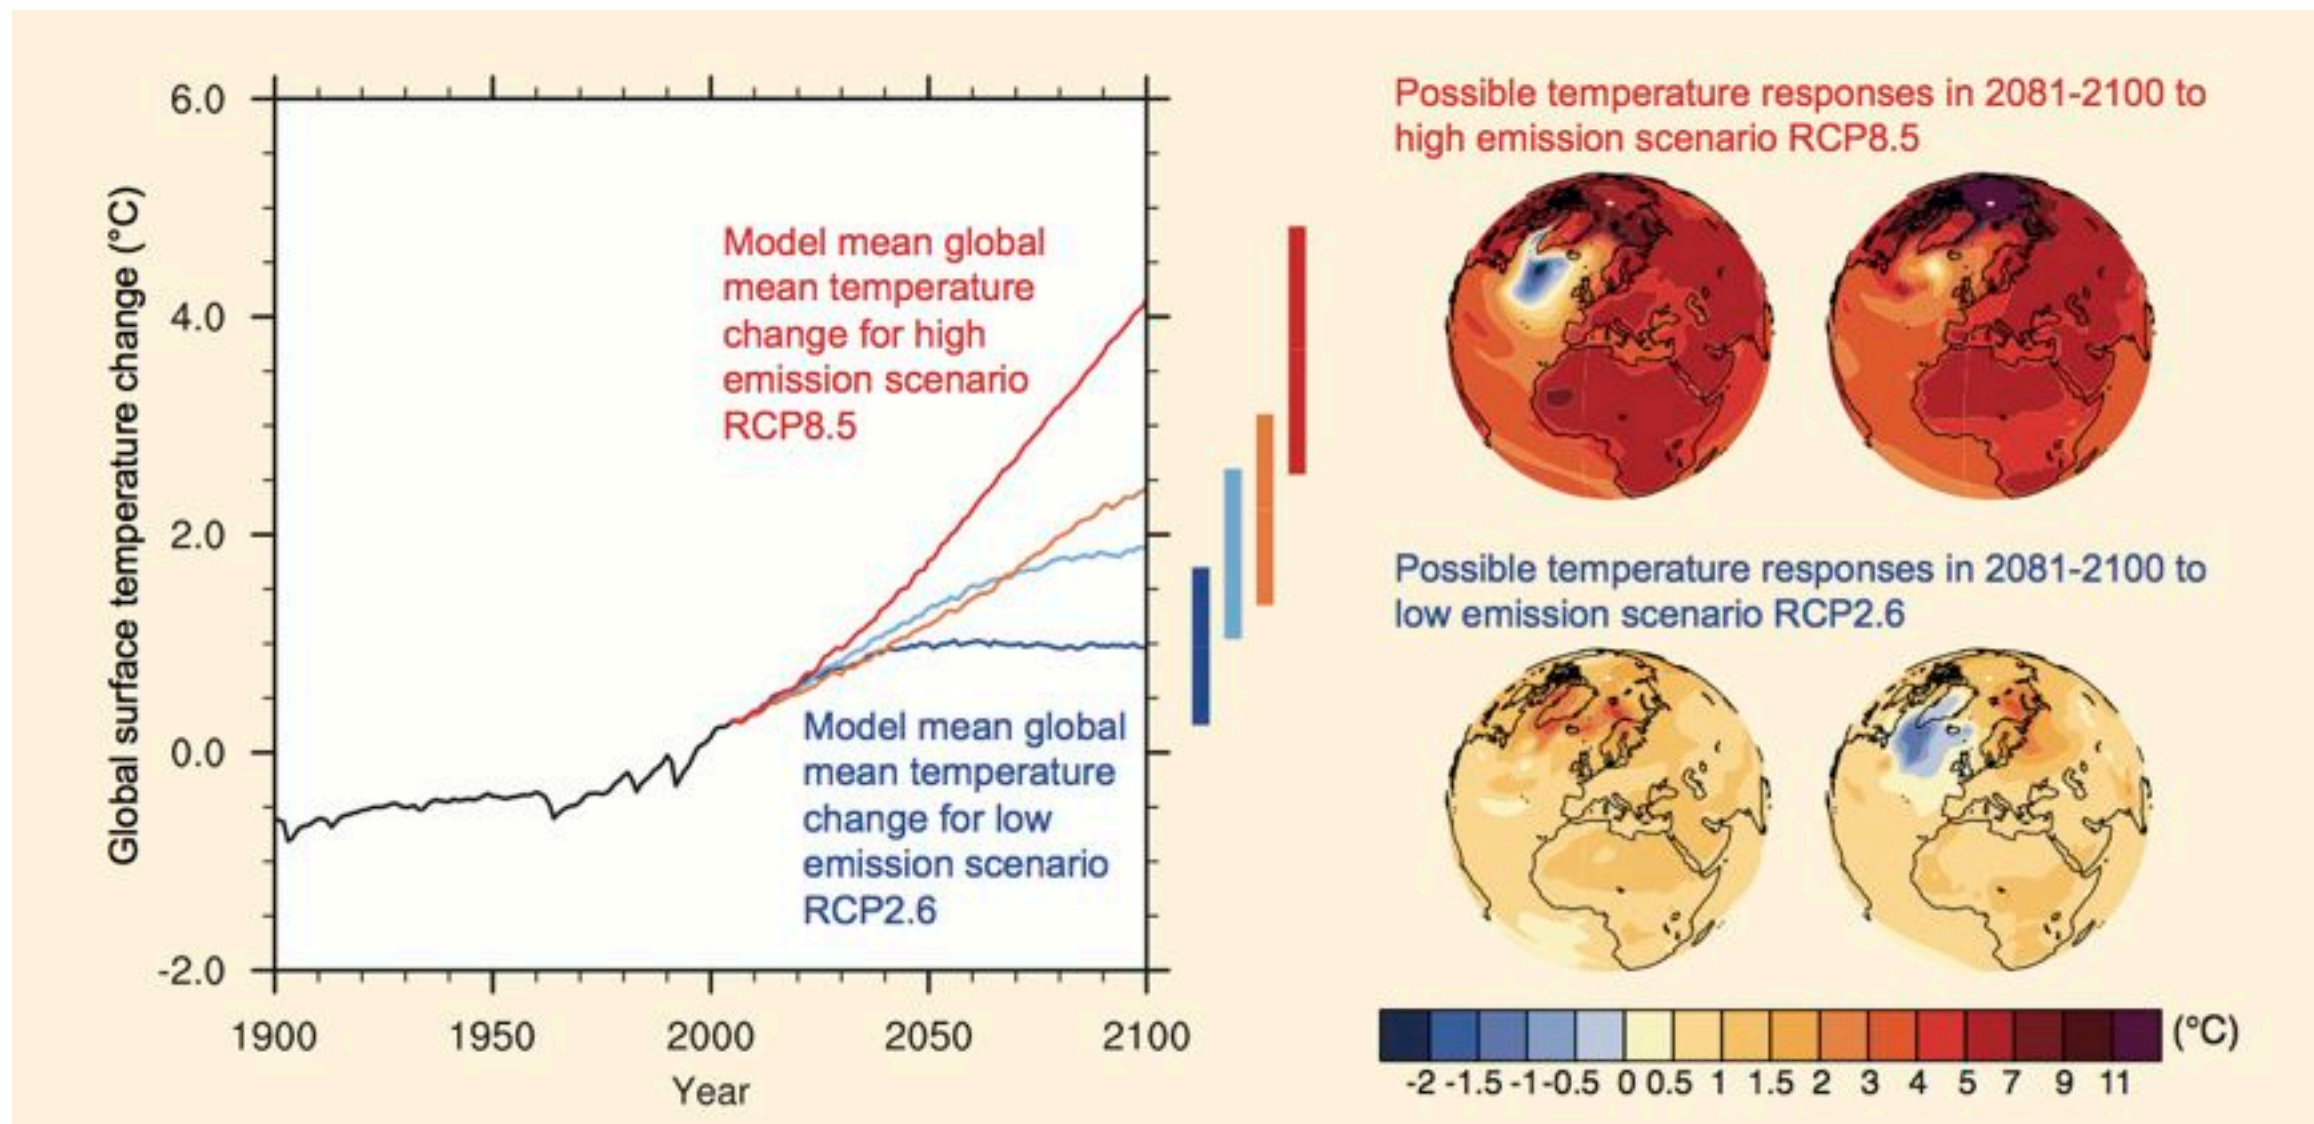 6.0
4.0
2.0
0.0
-2.0
Global surface temperature change (°C)
1900
1950
2000
2050
2100
Year
Model mean global
mean temperature
change for high
emission scenario
RCP8.5
Model mean global
mean temperature
change for low
emission scenario
RCP2.6
Possible temperature responses in 2081-2100 to
high emission scenario RCP8.5
Possible temperature responses in 2081-2100 to
low emission scenario RCP2.6
-2 -1.5 -1 -0.5 0 0.5 1 1.5 2 3 4 5 7 9 11
(°C)